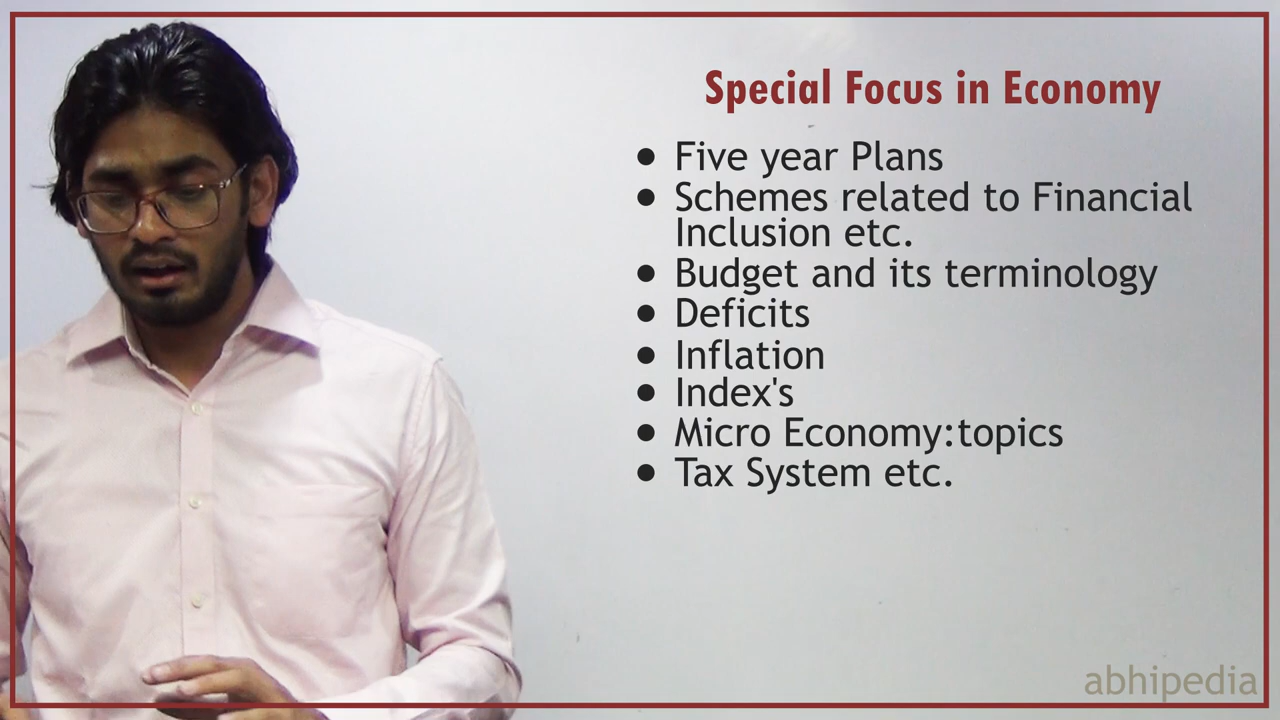 Special Focus in Economy
● Five year Plans
● Schemes related to Financial
Inclusion etc.
● Budget and its terminology
● Deficits
● Inflation
● Index's
● Micro Economy:topics
● Tax System etc.
abhipedia